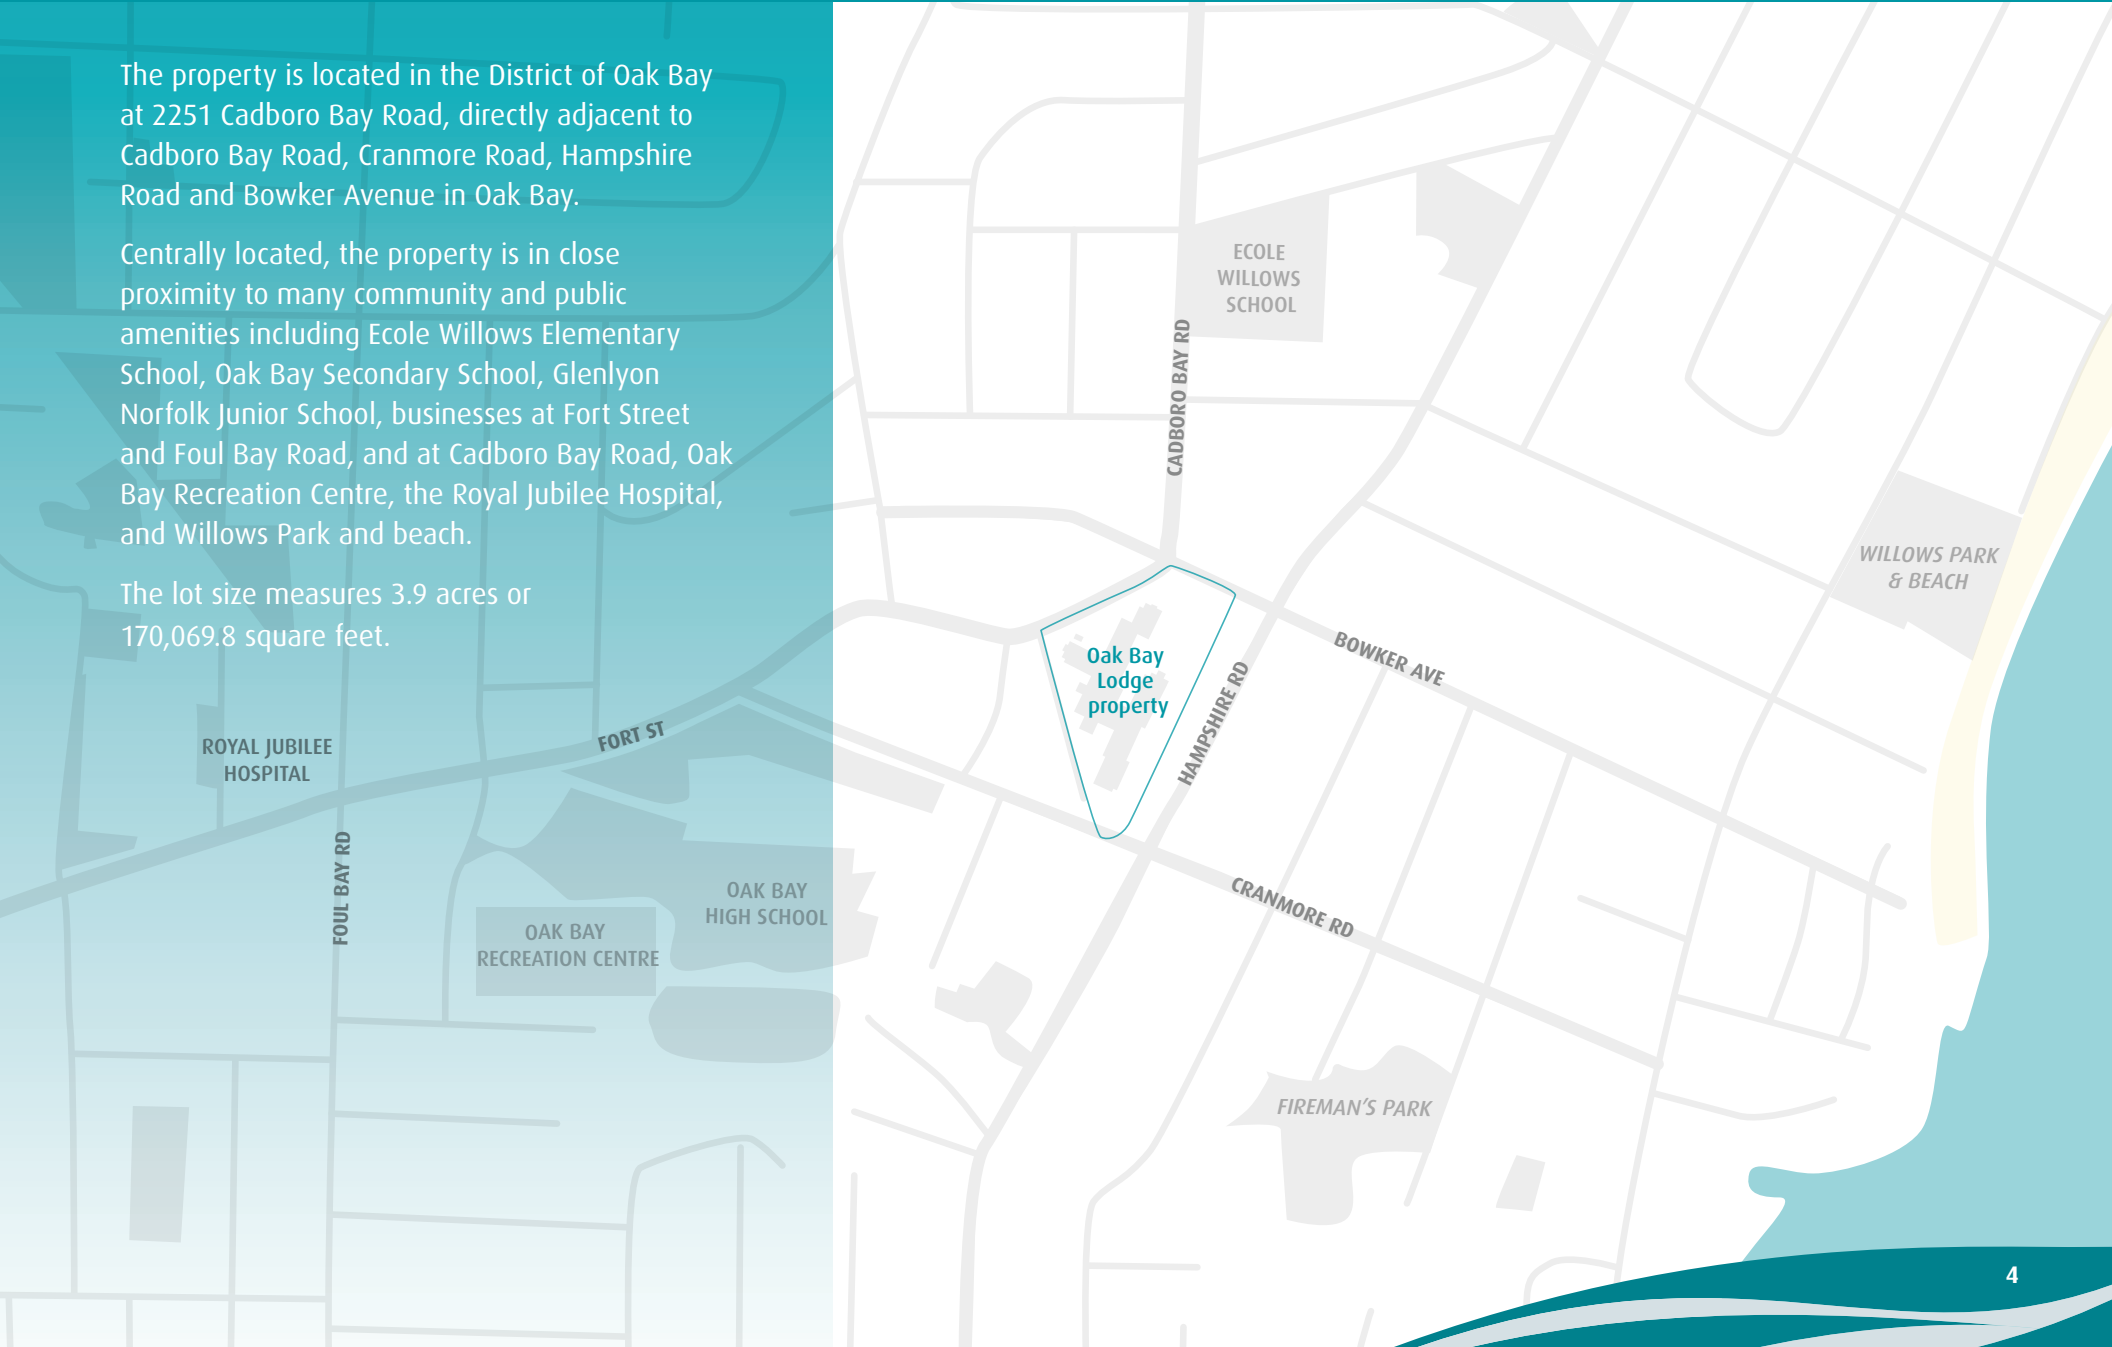 The property is located in the District of Oak Bay
at 2251 Cadboro Bay Road, directly adjacent to
Cadboro Bay Road, Cranmore Road, Hampshire
Road and Bowker Avenue in Oak Bay.
Centrally located, the property is in close
proximity to many community and public
amenities including Ecole Willows Elementary
School, Oak Bay Secondary School, Glenlyon
Norfolk Junior School, businesses at Fort Street
and Foul Bay Road, and at Cadboro Bay Road, Oak
Bay Recreation Centre, the Royal Jubilee Hospital,
and Willows Park and beach.
The lot size measures 3.9 acres or
170,069.8 square feet.
ROYAL JUBILEE
HOSPITAL
FORT ST
FOUL BAY RD
OAK BAY
RECREATION CENTRE
OAK BAY
HIGH SCHOOL
ECOLE
WILLOWS
SCHOOL
CADBORO BAY RD
WILLOWS PARK
& BEACH
Oak Bay
Lodge
property
HAMPSHIRE RD
BOWKER AVE
CRANMORE RD
FIREMAN'S PARK
4